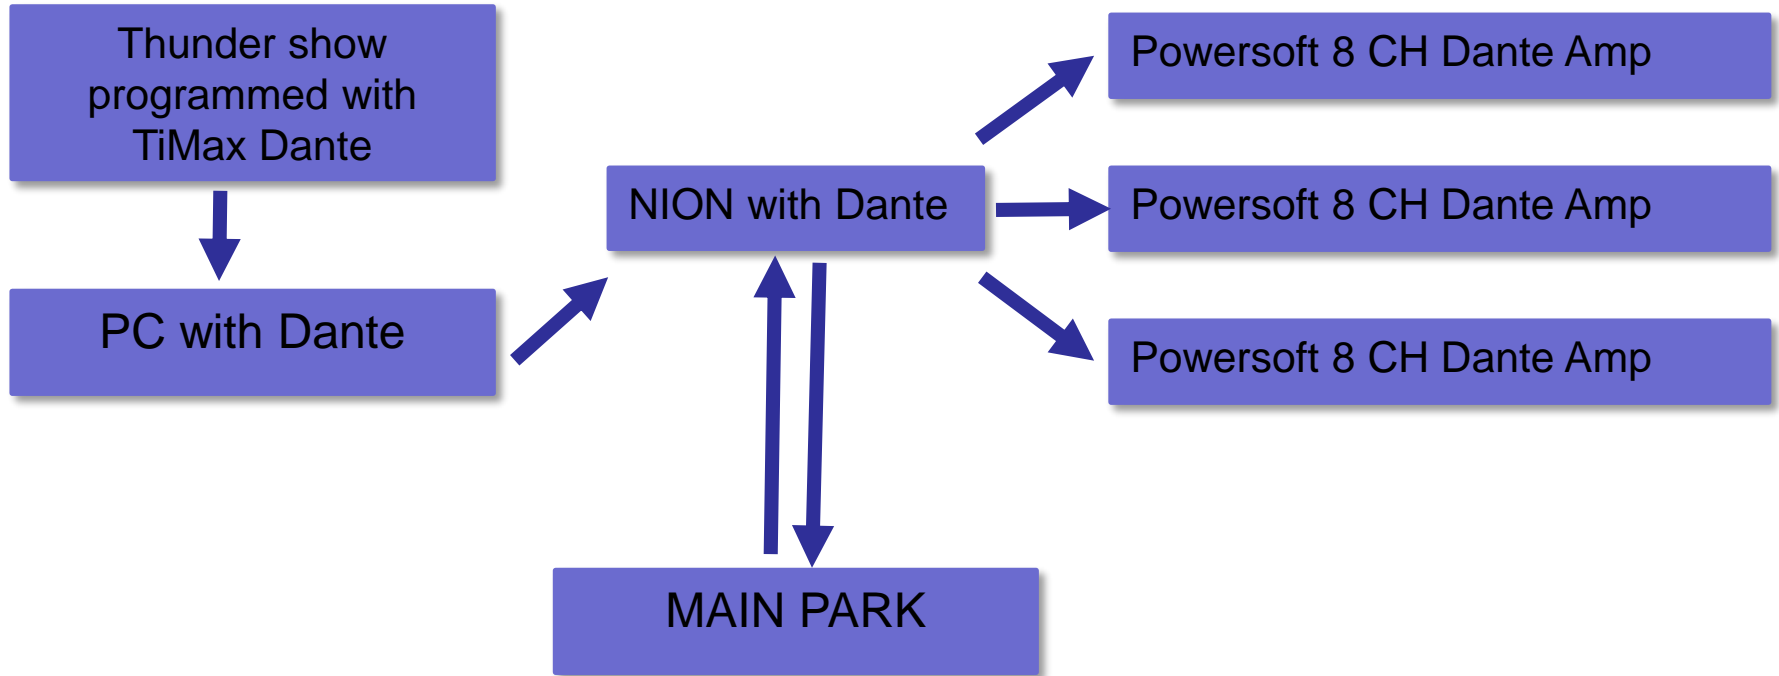 Thunder show
programmed with
TiMax Dante
PC with Dante
NION with Dante
Powersoft 8 CH Dante Amp
Powersoft 8 CH Dante Amp
Powersoft 8 CH Dante Amp
MAIN PARK